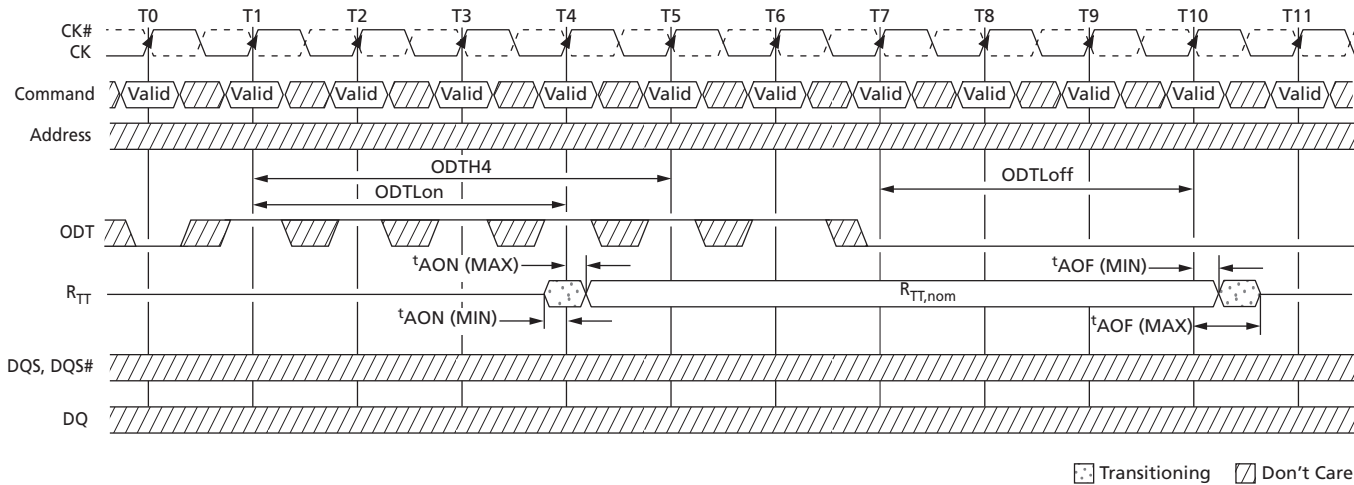 T0 T1 T2 T3 T4 T5 T6 T7 T8 T9 T10 T11
CK#
CK
Command Valid Valid Valid Valid Valid Valid Valid Valid Valid Valid Valid Valid
Address
ODTH4
ODTLoff
ODTLon
ODT
tAON (MAX)
tAOF (MIN)
RTT
RTT,nom
tAON (MIN)
tAOF (MAX)
DQS, DQS#
DQ
Transitioning Don't Care